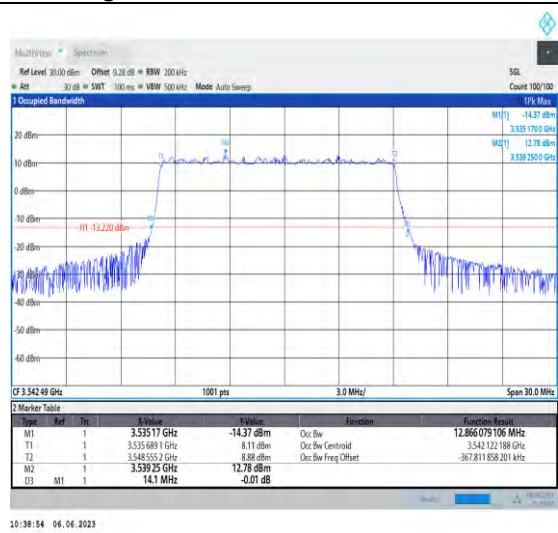 MultiView Spectrum
Ref Level 30.00 dBm Offset 9.28 dB RBW 200 kHz SGL
Att 30 dB SWT 100 ms VBW 500 kHz Mode Auto Sweep Count 100/100
1 Occupied Bandwidth 1Pk Max
M1[1] -14.37 dBm
3.535 170 0 GHz
M2[1] 12.78 dBm
3.539 250 0 GHz
20 dBm
10 dBm
0 dBm
-10 dBm
H1 -13.220 dBm
-20 dBm
-40 dBm
-50 dBm
-60 dBm
M2
T1
T2
M1
CF 3.542 49 GHz 1001 pts 3.0 MHz/ Span 30.0 MHz
2 Marker Table
Type Ref Trc X-Value Y-Value Function Function Result
M1 1 3.535 17 GHz -14.37 dBm Occ Bw 12.866 079 106 MHz
T1 1 3.535 689 1 GHz 8.11 dBm Occ Bw Centroid 3.542 122 188 GHz
T2 1 3.548 555 2 GHz 8.88 dBm Occ Bw Freq Offset -367.811 858 201 kHz
M2 1 3.539 25 GHz 12.78 dBm
D3 M1 1 14.1 MHz -0.01 dB
10:38:54 06.06.2023